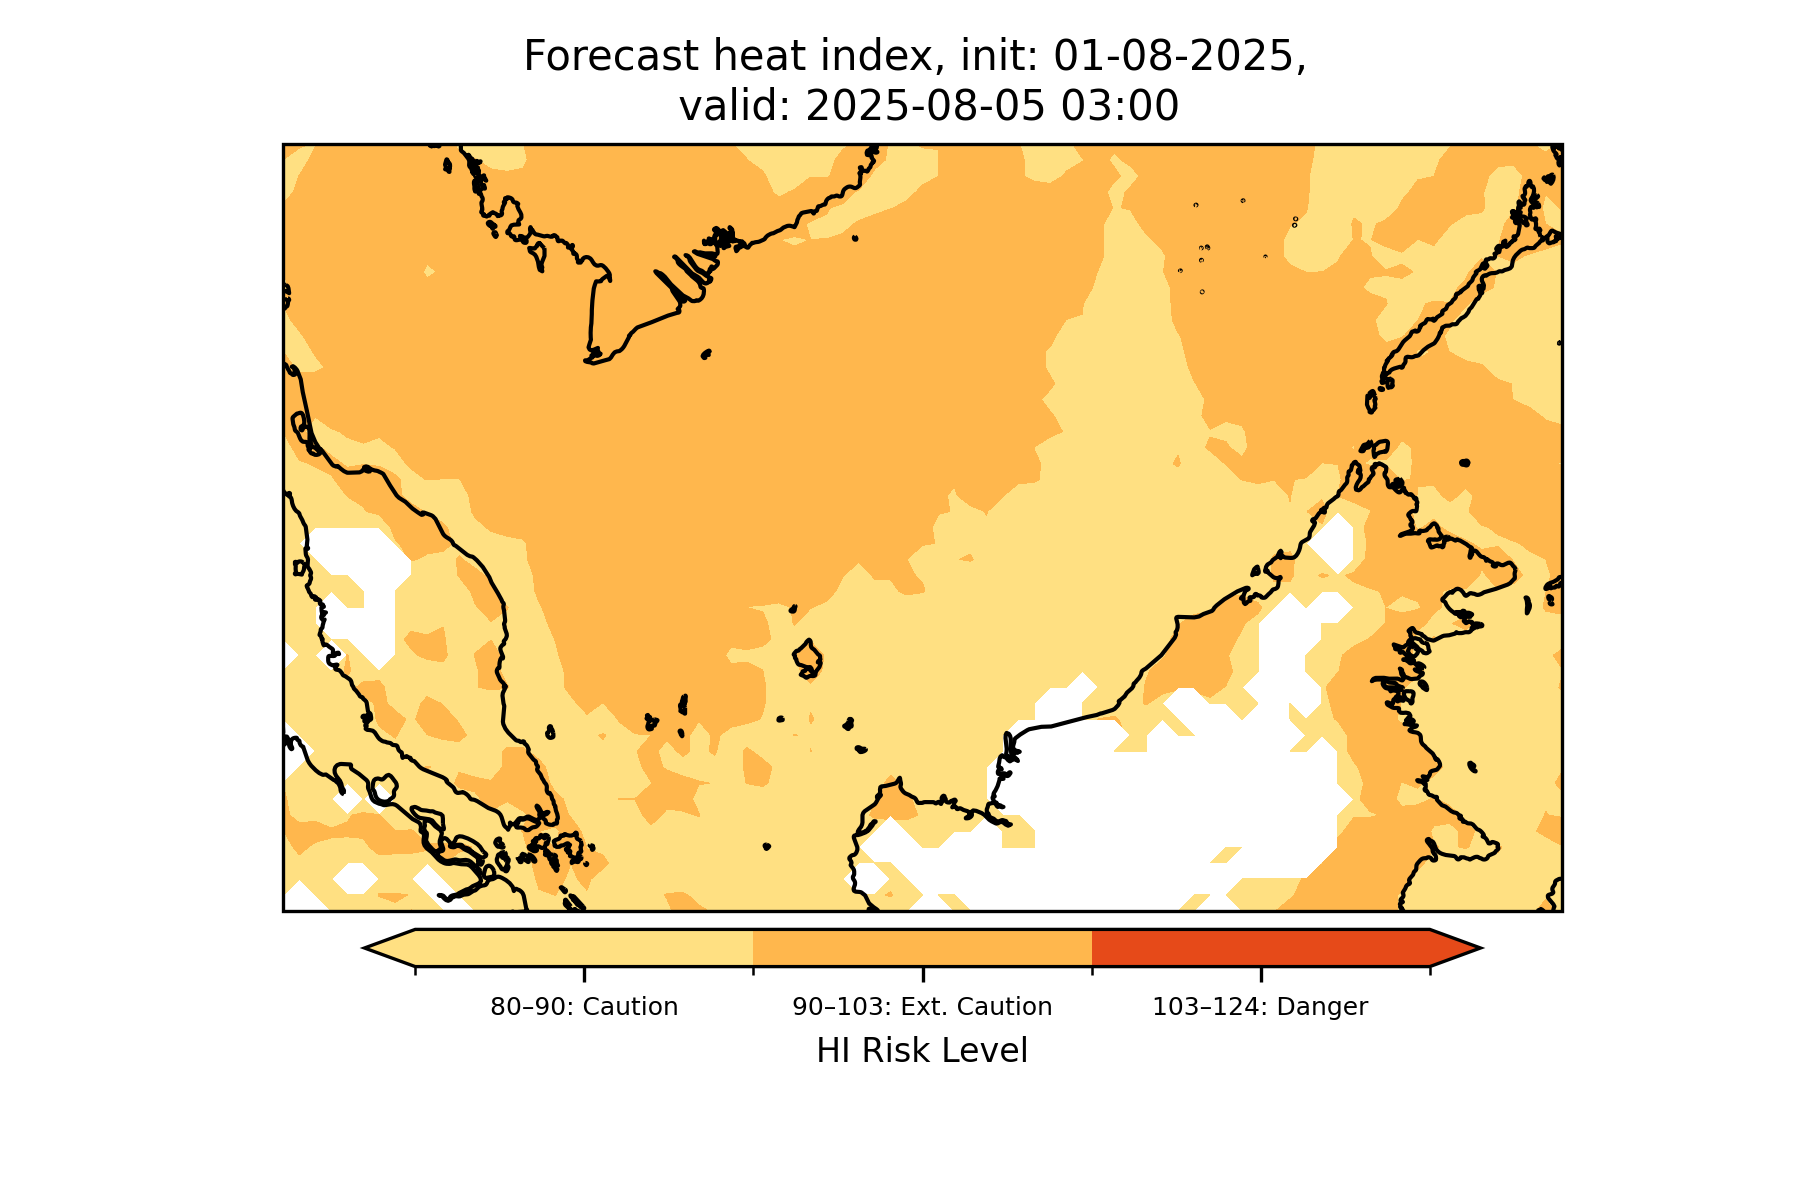 Forecast heat index, init: 01-08-2025,
valid: 2025-08-05 03:00
80–90: Caution
90–103: Ext. Caution
103–124: Danger
HI Risk Level